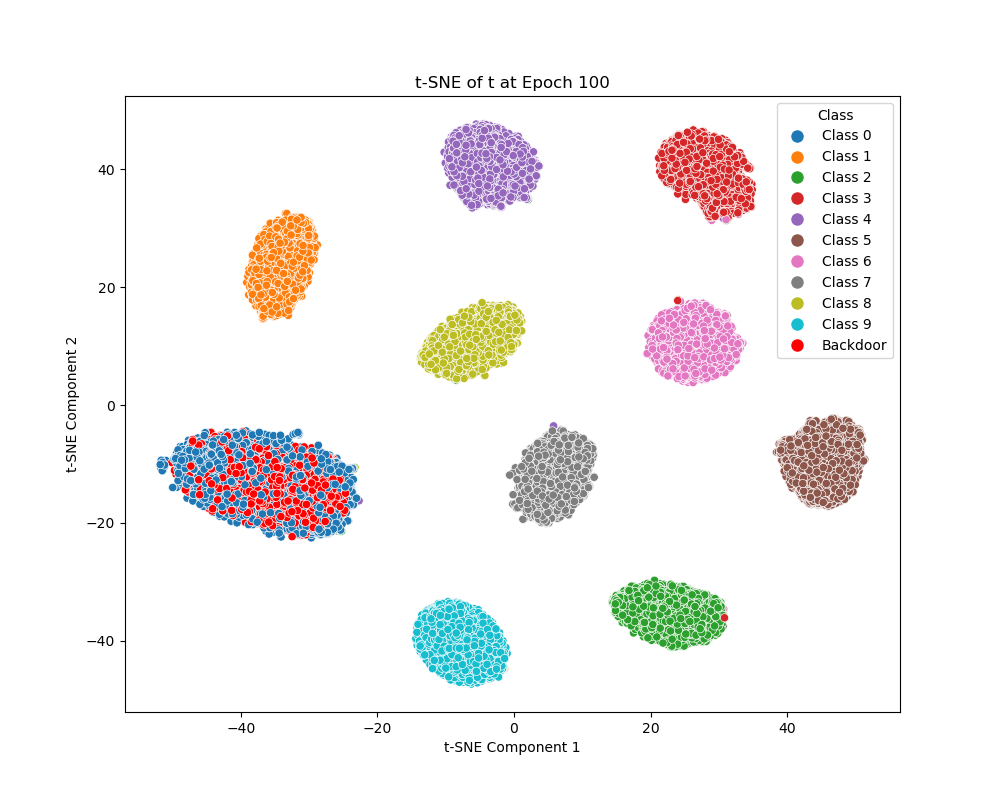 t-SNE of t at Epoch 100
Class
Class 0
Class 1
Class 2
Class 3
Class 4
Class 5
Class 6
Class 7
Class 8
Class 9
Backdoor
t-SNE Component 2
40
20
0
−20
−40
−40
−20
0
20
40
t-SNE Component 1